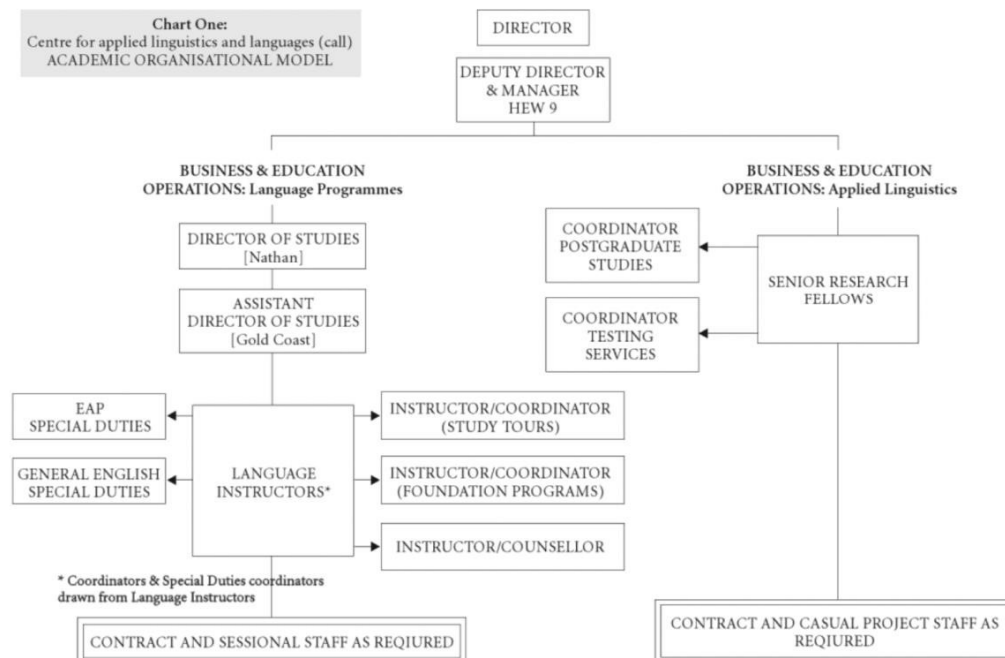 Chart One:
Centre for applied linguistics and languages (call)
ACADEMIC ORGANISATIONAL MODEL
DIRECTOR
DEPUTY DIRECTOR
& MANAGER
HEW 9
BUSINESS & EDUCATION
OPERATIONS: Language Programmes
DIRECTOR OF STUDIES
[Nathan]
ASSISTANT
DIRECTOR OF STUDIES
[Gold Coast]
EAP
SPECIAL DUTIES
GENERAL ENGLISH
SPECIAL DUTIES
LANGUAGE
INSTRUCTORS*
INSTRUCTOR/COORDINATOR
(STUDY TOURS)
INSTRUCTOR/COORDINATOR
(FOUNDATION PROGRAMS)
INSTRUCTOR/COUNSELLOR
* Coordinators & Special Duties coordinators
drawn from Language Instructors
CONTRACT AND SESSIONAL STAFF AS REQIURED
BUSINESS & EDUCATION
OPERATIONS: Applied Linguistics
COORDINATOR
POSTGRADUATE
STUDIES
COORDINATOR
TESTING
SERVICES
SENIOR RESEARCH
FELLOWS
CONTRACT AND CASUAL PROJECT STAFF AS
REQIURED